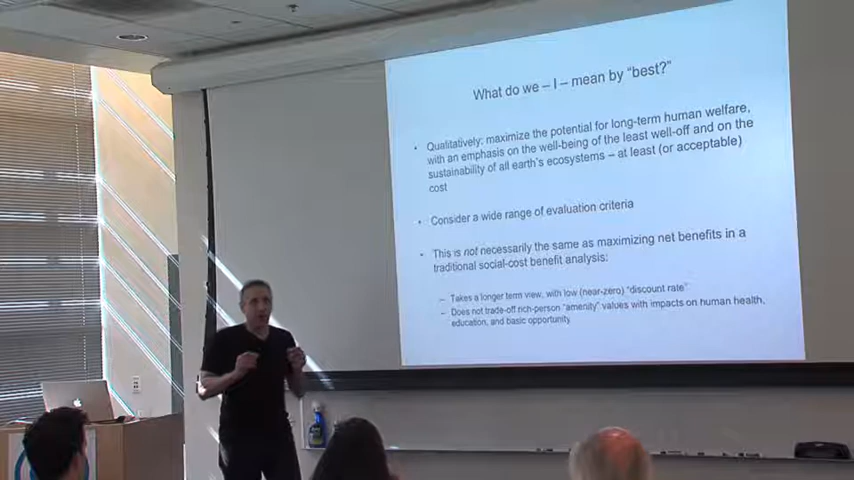 What do we – I – mean by “best?”
• Qualitatively: maximize the potential for long-term human welfare,
with an emphasis on the well-being of the least well-off and on the
sustainability of all earth's ecosystems – at least (or acceptable)
cost
• Consider a wide range of evaluation criteria
• This is not necessarily the same as maximizing net benefits in a
traditional social-cost benefit analysis:
– Takes a longer term view, with low (near-zero) “discount rate”
– Does not trade-off rich-person “amenity” values with impacts on human health,
education, and basic opportunity